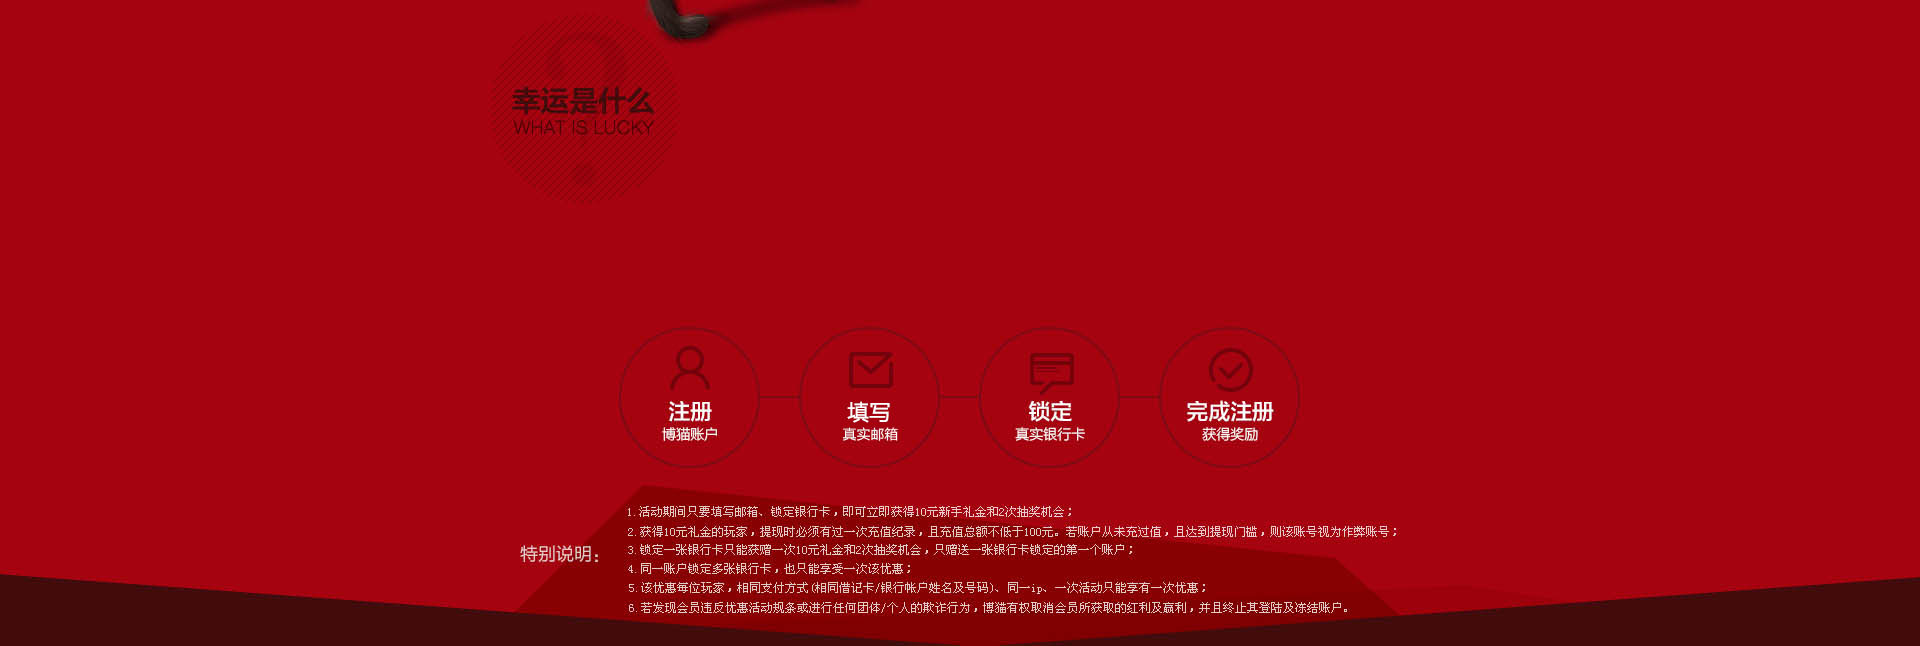 幸运是什么
WHAT IS LUCKY
注册
博猫账户
填写
真实邮箱
锁定
真实银行卡
完成注册
获得奖励
特别说明：
1.活动期间只要填写邮箱、锁定银行卡，即可立即获得10元新手礼金和2次抽奖机会；
2.获得10元礼金的玩家，提现时必须有过一次充值纪录，且充值总额不低于100元。若账户从未充过值，且达到提现门槛，则该账号视为作弊账号；
3.锁定一张银行卡只能获赠一次10元礼金和2次抽奖机会，只赠送一张银行卡锁定的第一个账户；
4.同一账户锁定多张银行卡，也只能享受一次该优惠；
5.该优惠每位玩家，相同支付方式(相同借记卡/银行帐户姓名及号码)、同一ip、一次活动只能享有一次优惠；
6.若发现会员违反优惠活动规条或进行任何团体/个人的欺诈行为，博猫有权取消会员所获取的红利及赢利，并且终止其登陆及冻结账户。